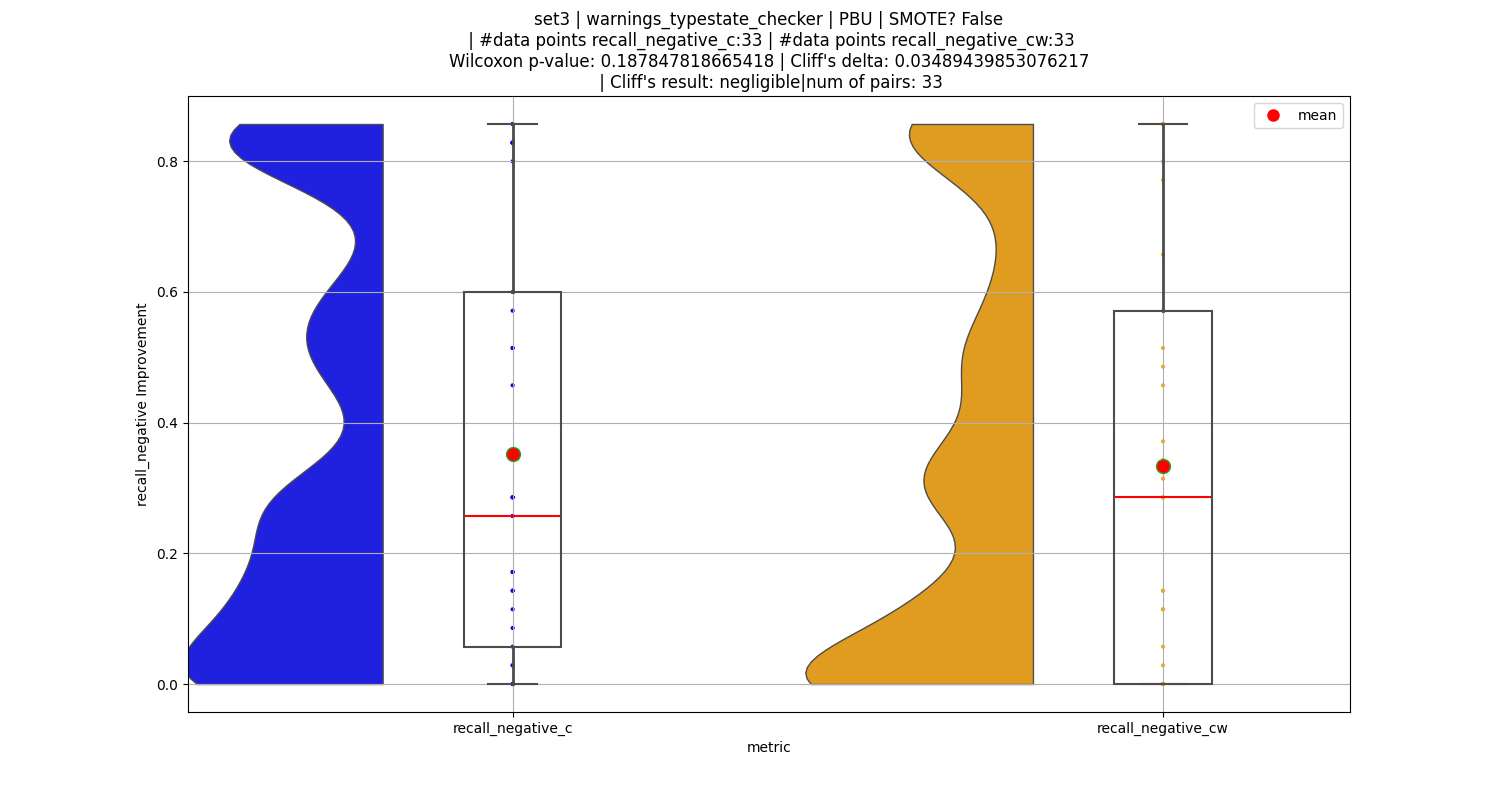 set3 | warnings_typestate_checker | PBU | SMOTE? False
| #data points recall_negative_c:33 | #data points recall_negative_cw:33
Wilcoxon p-value: 0.187847818665418 | Cliff's delta: 0.03489439853076217
| Cliff's result: negligible|num of pairs: 33
mean
0.8
0.6
0.4
0.2
0.0
recall_negative Improvement
recall_negative_c
recall_negative_cw
metric